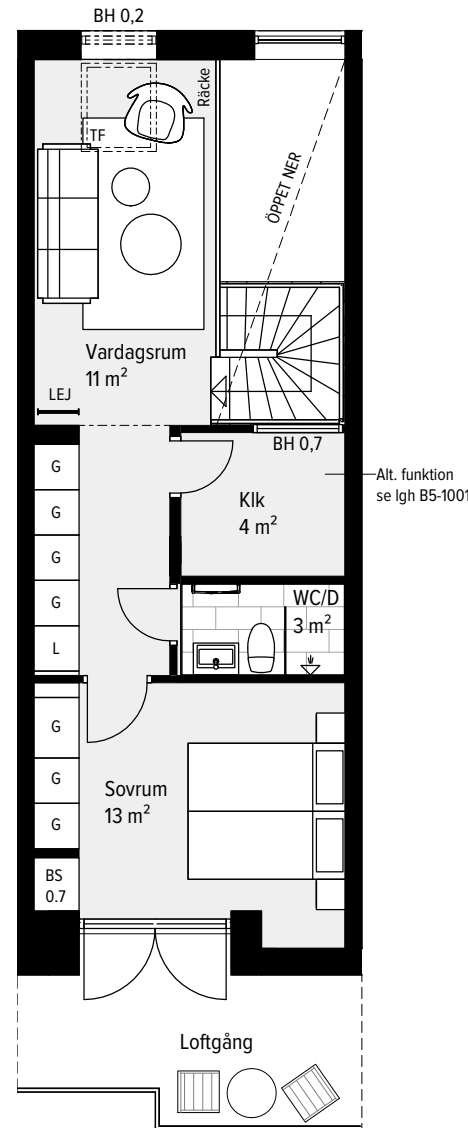 BH 0,2
Räcke
TF
ÖPPET NER
Vardagsrum
11 m²
LEJ
BH 0,7
G
Klk
4 m²
Alt. funktion
se lgh B5-1001
G
G
G
WC/D
3 m²
L
G
Sovrum
13 m²
G
G
BS
0.7
Loftgång